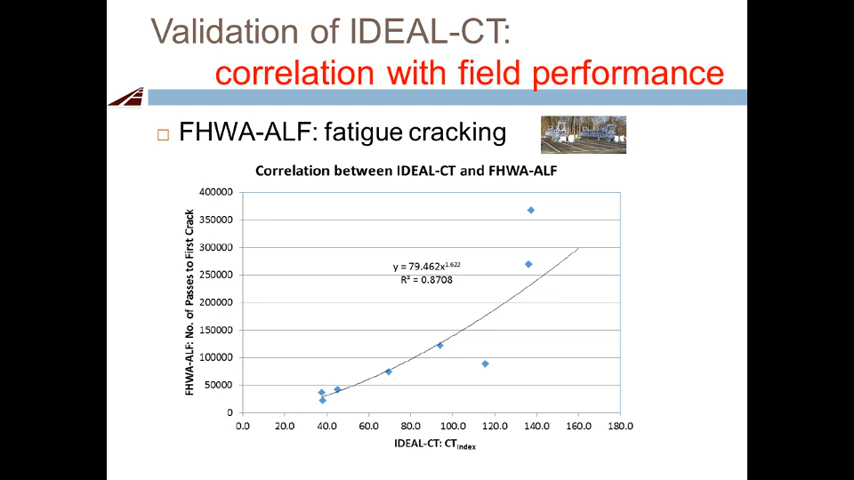 Validation of IDEAL-CT:
correlation with field performance
FHWA-ALF: fatigue cracking
Correlation between IDEAL-CT and FHWA-ALF
FHWA-ALF: No. of Passes to First Crack
400000
350000
300000
250000
200000
150000
100000
50000
0
y = 79.462x^1.622
R² = 0.8708
0.0 20.0 40.0 60.0 80.0 100.0 120.0 140.0 160.0 180.0
IDEAL-CT: CTIndex